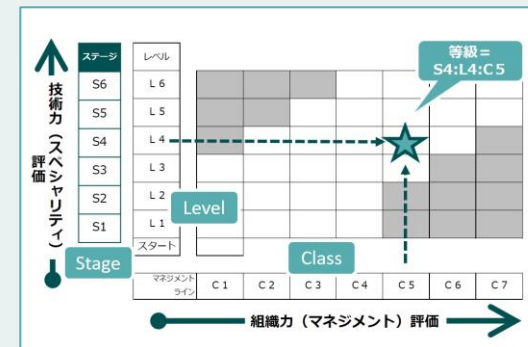 ステージ
レベル
等級＝
S4:L4:C5
技術力（スペシャリティ）
評価
S6
S5
S4
S3
S2
S1
L 6
L 5
L 4
L 3
L 2
L 1
スタート
Level
Stage
Class
マネジメント
ライン
C 1
C 2
C 3
C 4
C 5
C 6
C 7
組織力（マネジメント）評価